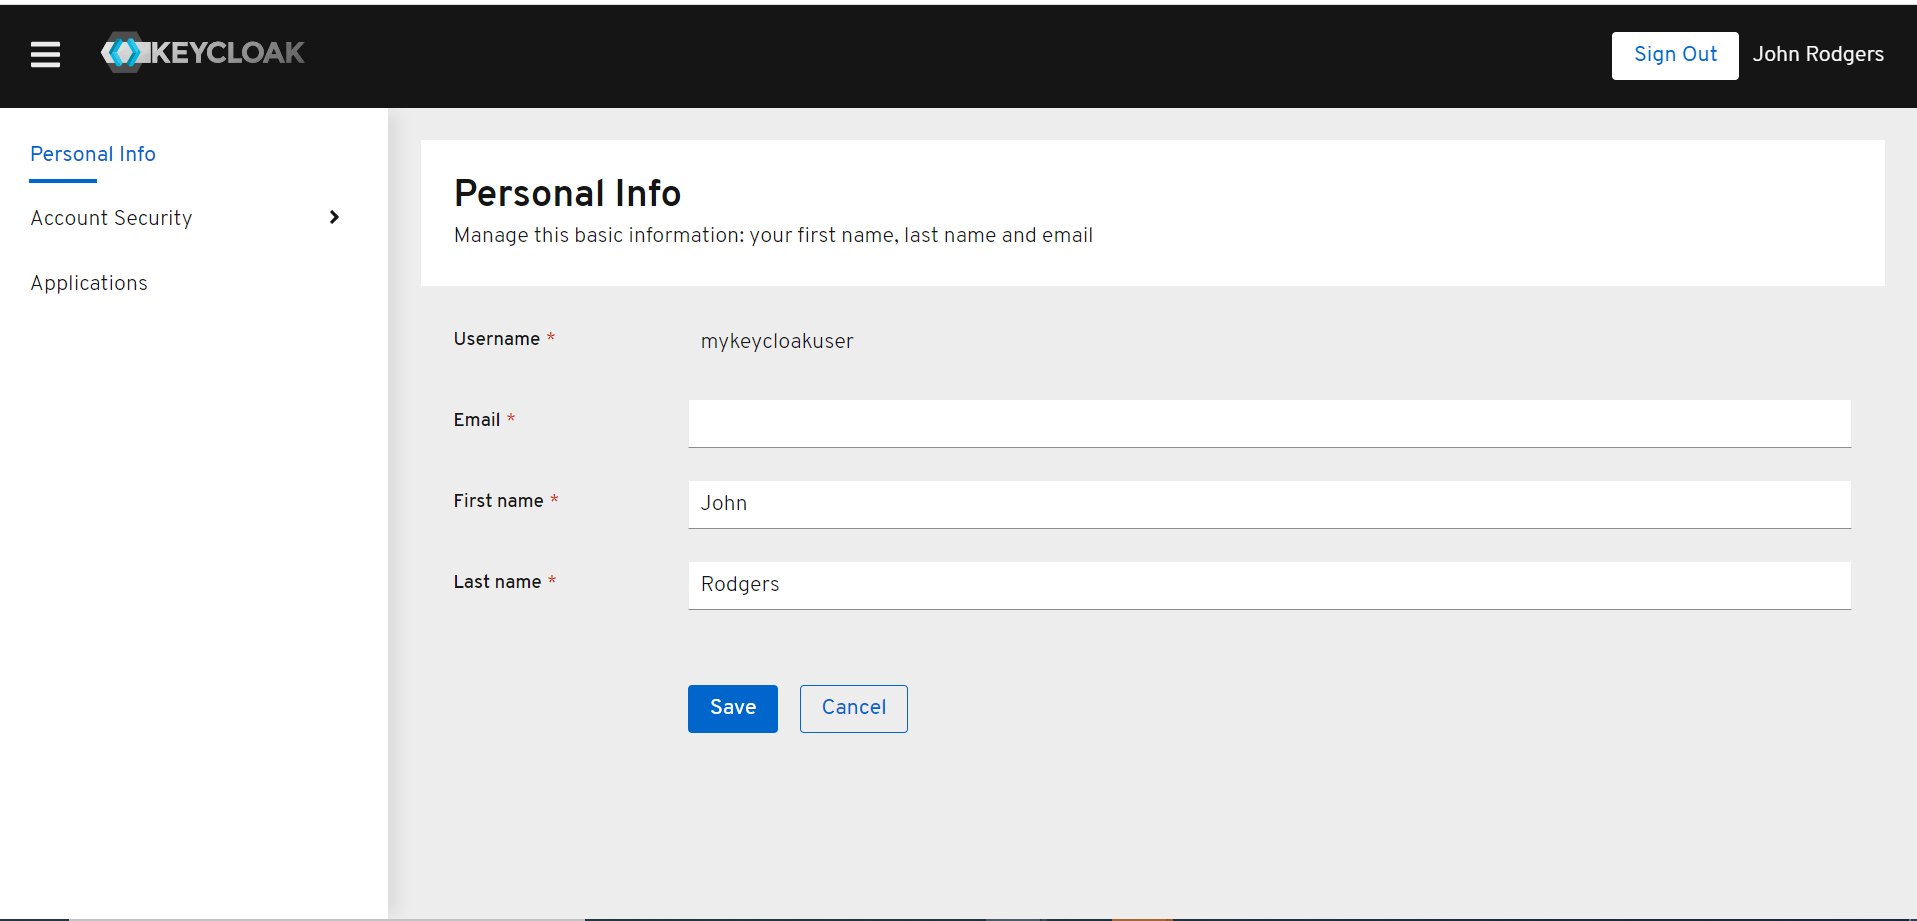 KEYCLOAK
Sign Out
John Rodgers
Personal Info
Account Security
Applications
Personal Info
Manage this basic information: your first name, last name and email
Username *
mykeycloakuser
Email *
First name *
John
Last name *
Rodgers
Save
Cancel